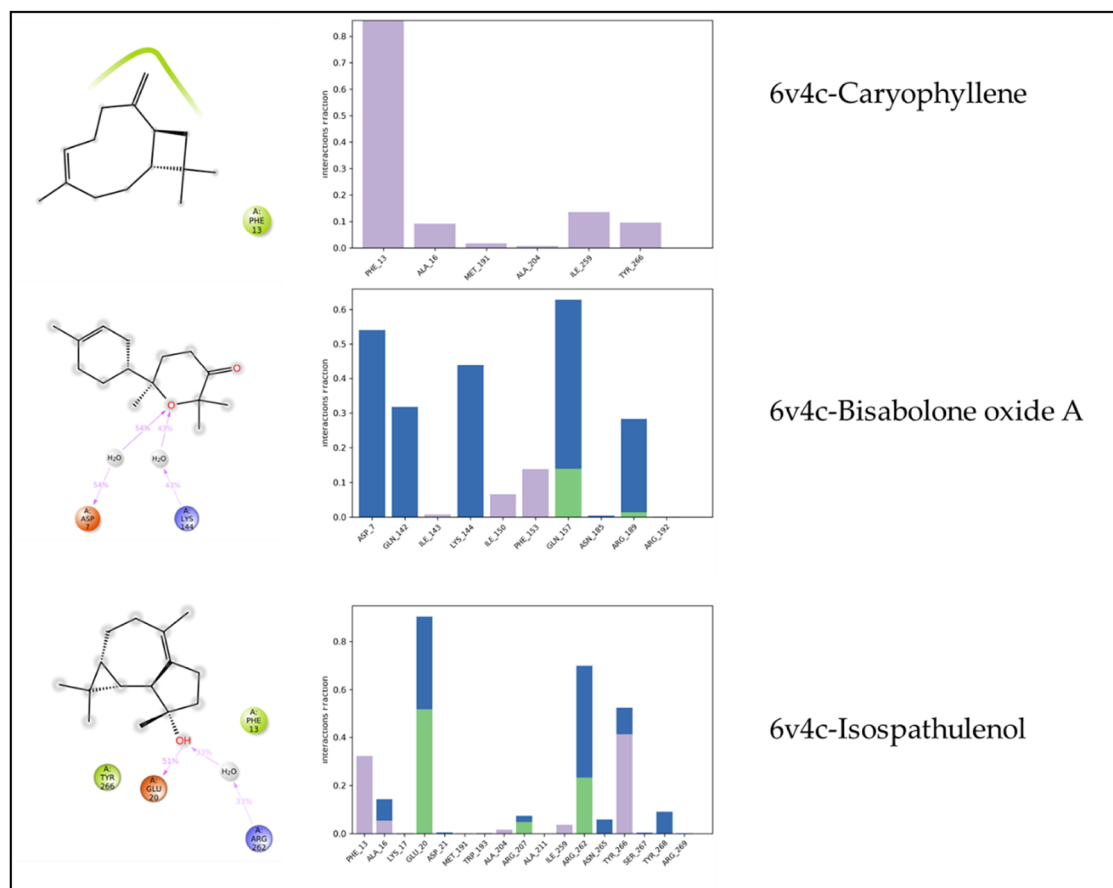 0.8
0.7
0.6
0.5
0.4
0.3
0.2
0.1
0.0
Interactions Fraction
PHE_13
ALA_16
MET_191
ALA_204
ILE_259
TYR_266
A:
PHE
13
6v4c-Caryophyllene
O
O
54%
43%
H₂O
H₂O
54%
43%
A:
ASP
7
A:
LYS
144
0.6
0.5
0.4
0.3
0.2
0.1
0.0
Interactions Fraction
ASP_7
GLN_142
ILE_143
LYS_144
ILE_150
PHE_153
GLN_157
ASN_185
ARG_189
ARG_192
6v4c-Bisabolone oxide A
OH
51%
33%
H₂O
33%
A:
PHE
13
A:
TYR
266
A:
GLU
20
A:
ARG
262
0.8
0.6
0.4
0.2
0.0
Interactions Fraction
PHE_13
ALA_16
LYS_17
GLU_20
ASP_21
MET_191
TRP_193
ALA_204
ARG_207
ALA_211
ILE_259
ARG_262
ASN_265
TYR_266
SER_267
TYR_268
ARG_269
6v4c-Isospathulenol